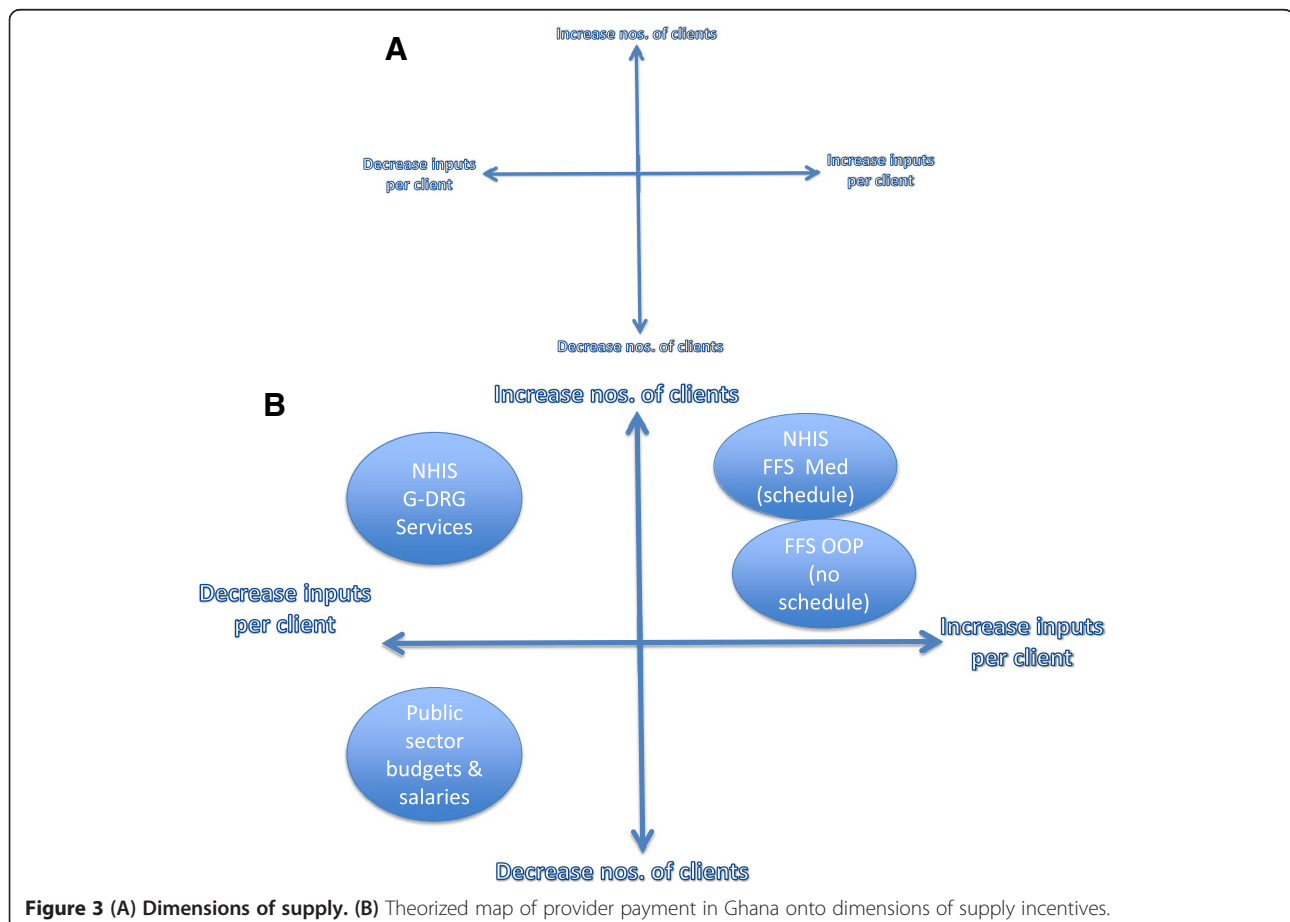 A
Increase nos. of clients
Decrease inputs
per client
Increase inputs
per client
Decrease nos. of clients
B
Increase nos. of clients
NHIS
G-DRG
Services
NHIS
FFS Med
(schedule)
FFS OOP
(no
schedule)
Decrease inputs
per client
Increase inputs
per client
Public
sector
budgets &
salaries
Decrease nos. of clients
Figure 3 (A) Dimensions of supply. (B) Theorized map of provider payment in Ghana onto dimensions of supply incentives.